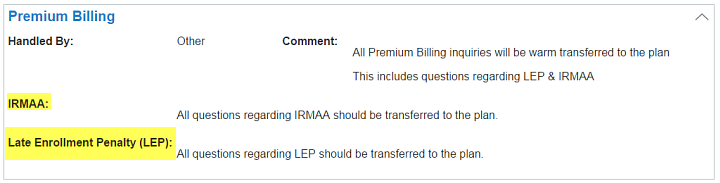 Premium Billing
Handled By: Other Comment: All Premium Billing inquiries will be warm transferred to the plan
This includes questions regarding LEP & IRMAA
IRMAA:
All questions regarding IRMAA should be transferred to the plan.
Late Enrollment Penalty (LEP):
All questions regarding LEP should be transferred to the plan.